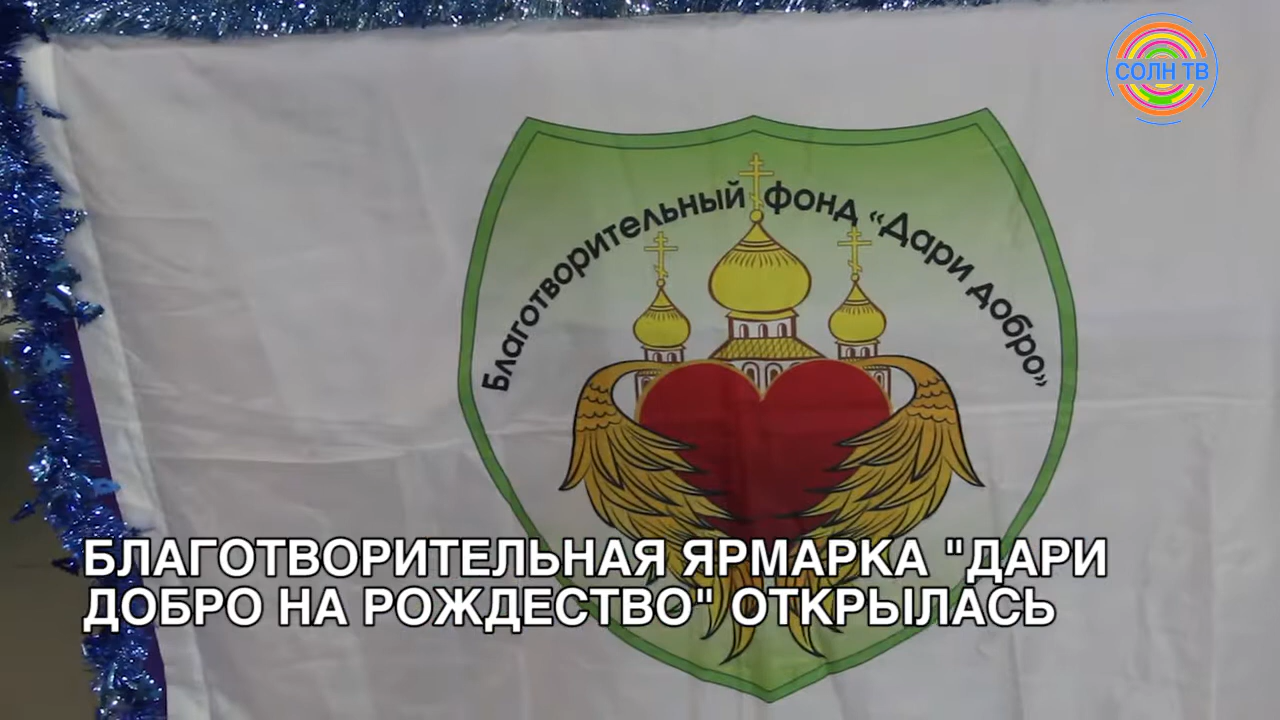 СОЛН ТВ
Благотворительный фонд «Дари добро»
БЛАГОТВОРИТЕЛЬНАЯ ЯРМАРКА "ДАРИ
ДОБРО НА РОЖДЕСТВО" ОТКРЫЛАСЬ